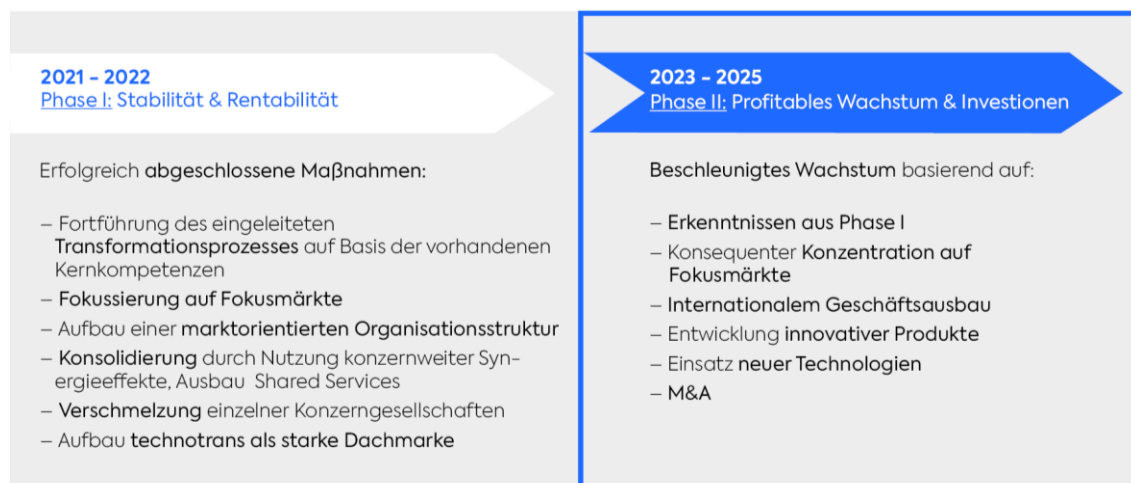 2021 - 2022
Phase I: Stabilität & Rentabilität
Erfolgreich abgeschlossene Maßnahmen:
– Fortführung des eingeleiteten
Transformationsprozesses auf Basis der vorhandenen
Kernkompetenzen
– Fokussierung auf Fokusmärkte
– Aufbau einer marktorientierten Organisationsstruktur
– Konsolidierung durch Nutzung konzernweiter Syn-
ergieeffekte, Ausbau Shared Services
– Verschmelzung einzelner Konzerngesellschaften
– Aufbau technotrans als starke Dachmarke
2023 - 2025
Phase II: Profitables Wachstum & Investionen
Beschleunigtes Wachstum basierend auf:
– Erkenntnissen aus Phase I
– Konsequenter Konzentration auf
Fokusmärkte
– Internationalem Geschäftsausbau
– Entwicklung innovativer Produkte
– Einsatz neuer Technologien
– M&A